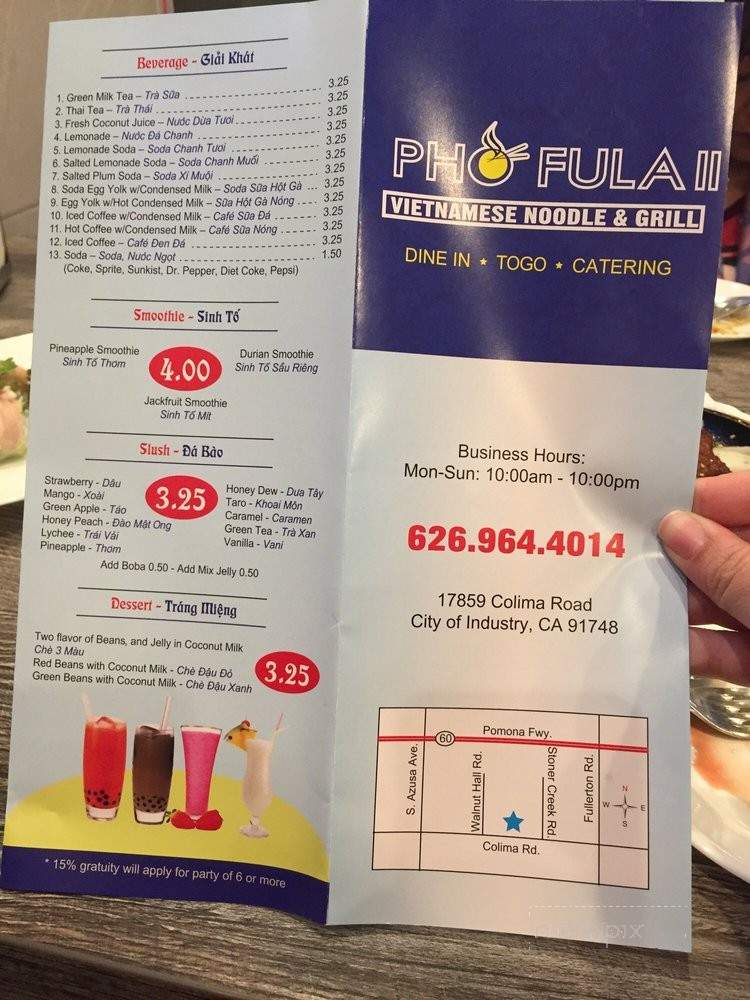 Beverage - Giải Khát
1. Green Milk Tea – Trà Sữa 3.25
2. Thai Tea – Trà Thái 3.25
3. Fresh Coconut Juice – Nước Dừa Tươi 3.25
4. Lemonade – Nước Đá Chanh 3.25
5. Lemonade Soda – Soda Chanh Tươi 3.25
6. Salted Lemonade Soda – Soda Chanh Muối 3.25
7. Salted Plum Soda – Soda Xí Muội 3.25
8. Soda Egg Yolk w/Condensed Milk – Soda Sữa Hột Gà 3.25
9. Egg Yolk w/Hot Condensed Milk – Sữa Hột Gà Nóng 3.25
10. Iced Coffee w/Condensed Milk – Café Sữa Đá 3.25
11. Hot Coffee w/Condensed Milk – Café Sữa Nóng 3.25
12. Iced Coffee – Café Đen Đá 3.25
13. Soda – Soda, Nước Ngọt 1.50
(Coke, Sprite, Sunkist, Dr. Pepper, Diet Coke, Pepsi)
Smoothie - Sinh Tố
Pineapple Smoothie
Sinh Tố Thơm
4.00
Durian Smoothie
Sinh Tố Sầu Riêng
Jackfruit Smoothie
Sinh Tố Mít
Slush - Đá Bào
Strawberry - Dâu
Mango - Xoài
Green Apple - Táo
Honey Peach - Đào Mật Ong
Lychee - Trái Vải
Pineapple - Thơm
3.25
Honey Dew - Dưa Tây
Taro - Khoai Môn
Caramel - Caramen
Green Tea - Trà Xan
Vanilla - Vani
Add Boba 0.50 - Add Mix Jelly 0.50
Dessert - Tráng Miệng
Two flavor of Beans, and Jelly in Coconut Milk
Chè 3 Màu
Red Beans with Coconut Milk - Chè Đậu Đỏ
Green Beans with Coconut Milk - Chè Đậu Xanh
3.25
* 15% gratuity will apply for party of 6 or more
PHO FULA II
VIETNAMESE NOODLE & GRILL
DINE IN ★ TOGO ★ CATERING
Business Hours:
Mon-Sun: 10:00am - 10:00pm
626.964.4014
17859 Colima Road
City of Industry, CA 91748
60
Pomona Fwy.
S. Azusa Ave.
Walnut Hall Rd.
Stoner Creek Rd.
Fullerton Rd.
N
W E
S
Colima Rd.